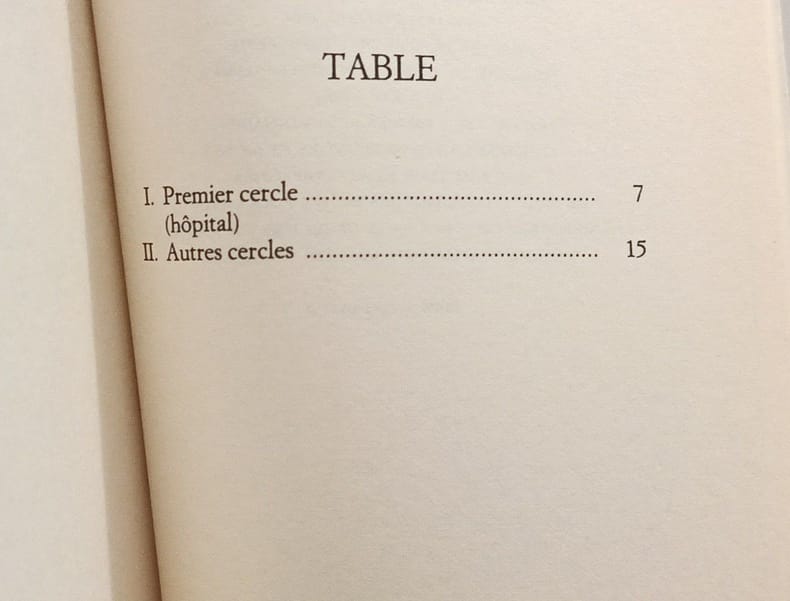 TABLE
I. Premier cercle ............................................. 7
(hôpital)
II. Autres cercles ............................................. 15